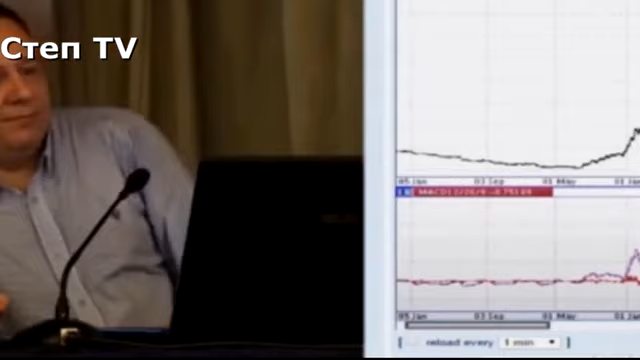 Степ TV
05 Jan 03 Sep 01 May 01 Jan
05 Jan 03 Sep 01 May 01 Jan
reload every 1 min